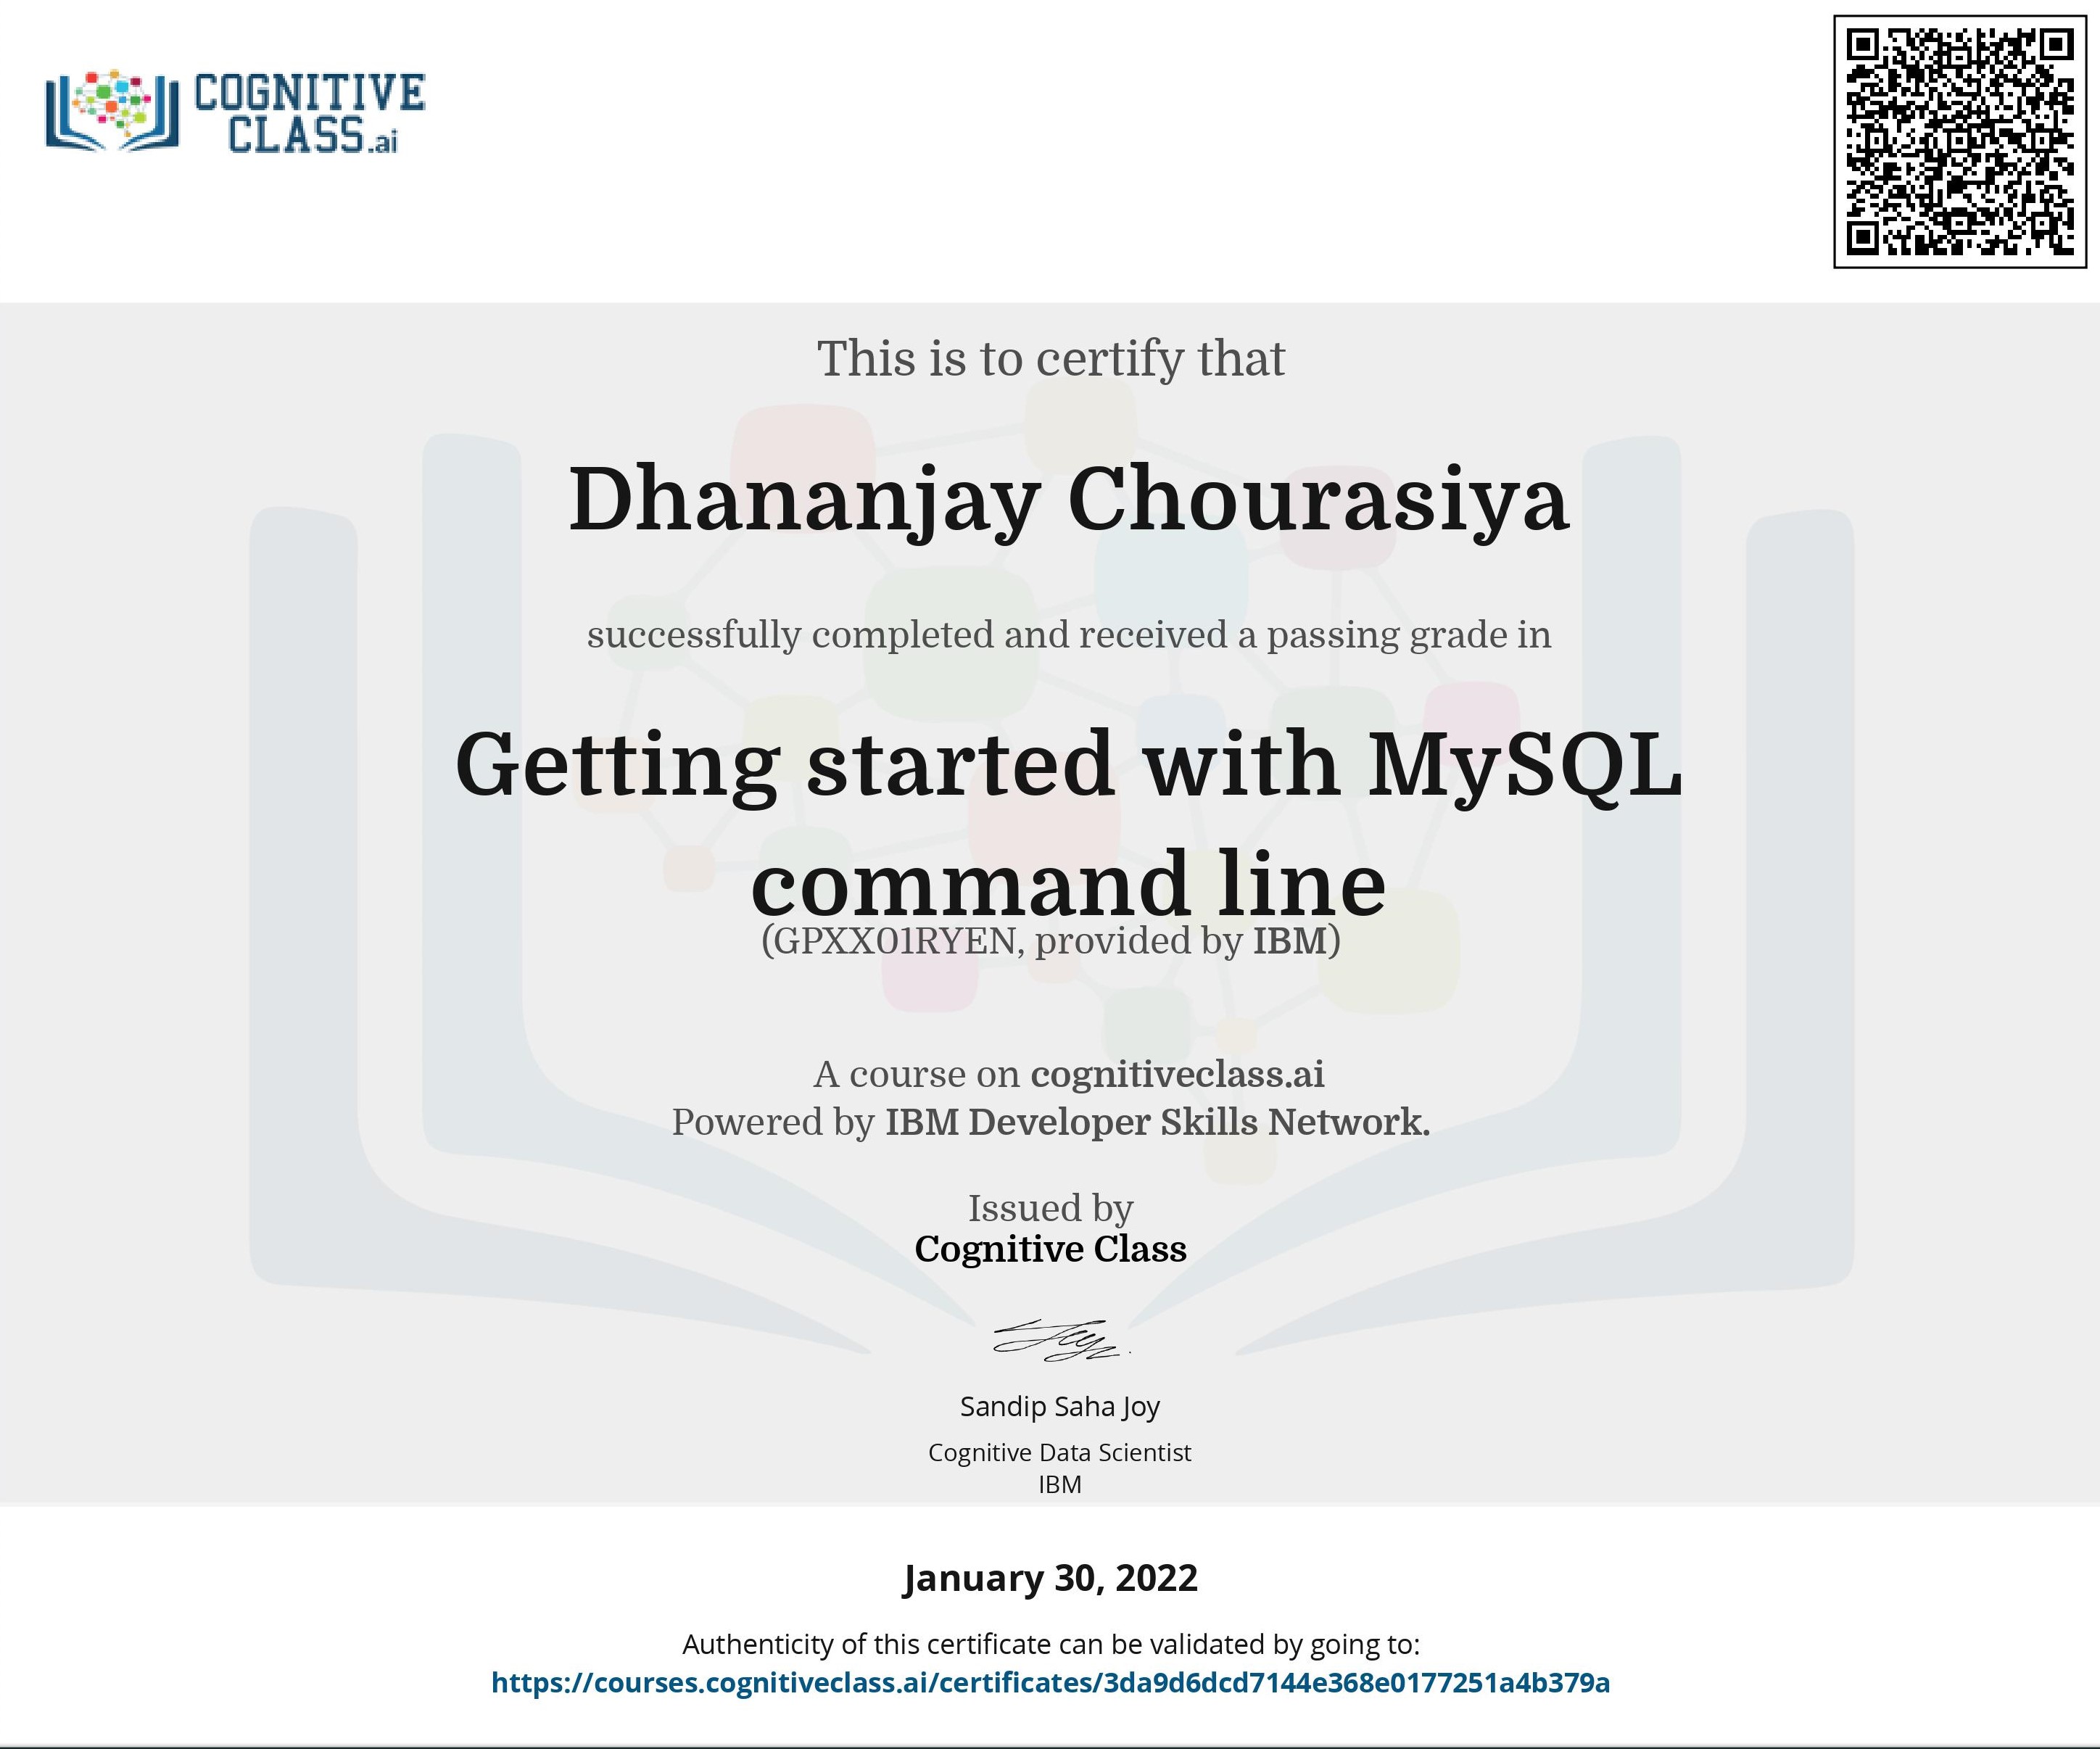 COGNITIVE
CLASS.ai
This is to certify that
Dhananjay Chourasiya
successfully completed and received a passing grade in
Getting started with MySQL
command line
(GPXX01RYEN, provided by IBM)
A course on cognitiveclass.ai
Powered by IBM Developer Skills Network.
Issued by
Cognitive Class
Sandip Saha Joy
Cognitive Data Scientist
IBM
January 30, 2022
Authenticity of this certificate can be validated by going to:
https://courses.cognitiveclass.ai/certificates/3da9d6dcd7144e368e0177251a4b379a